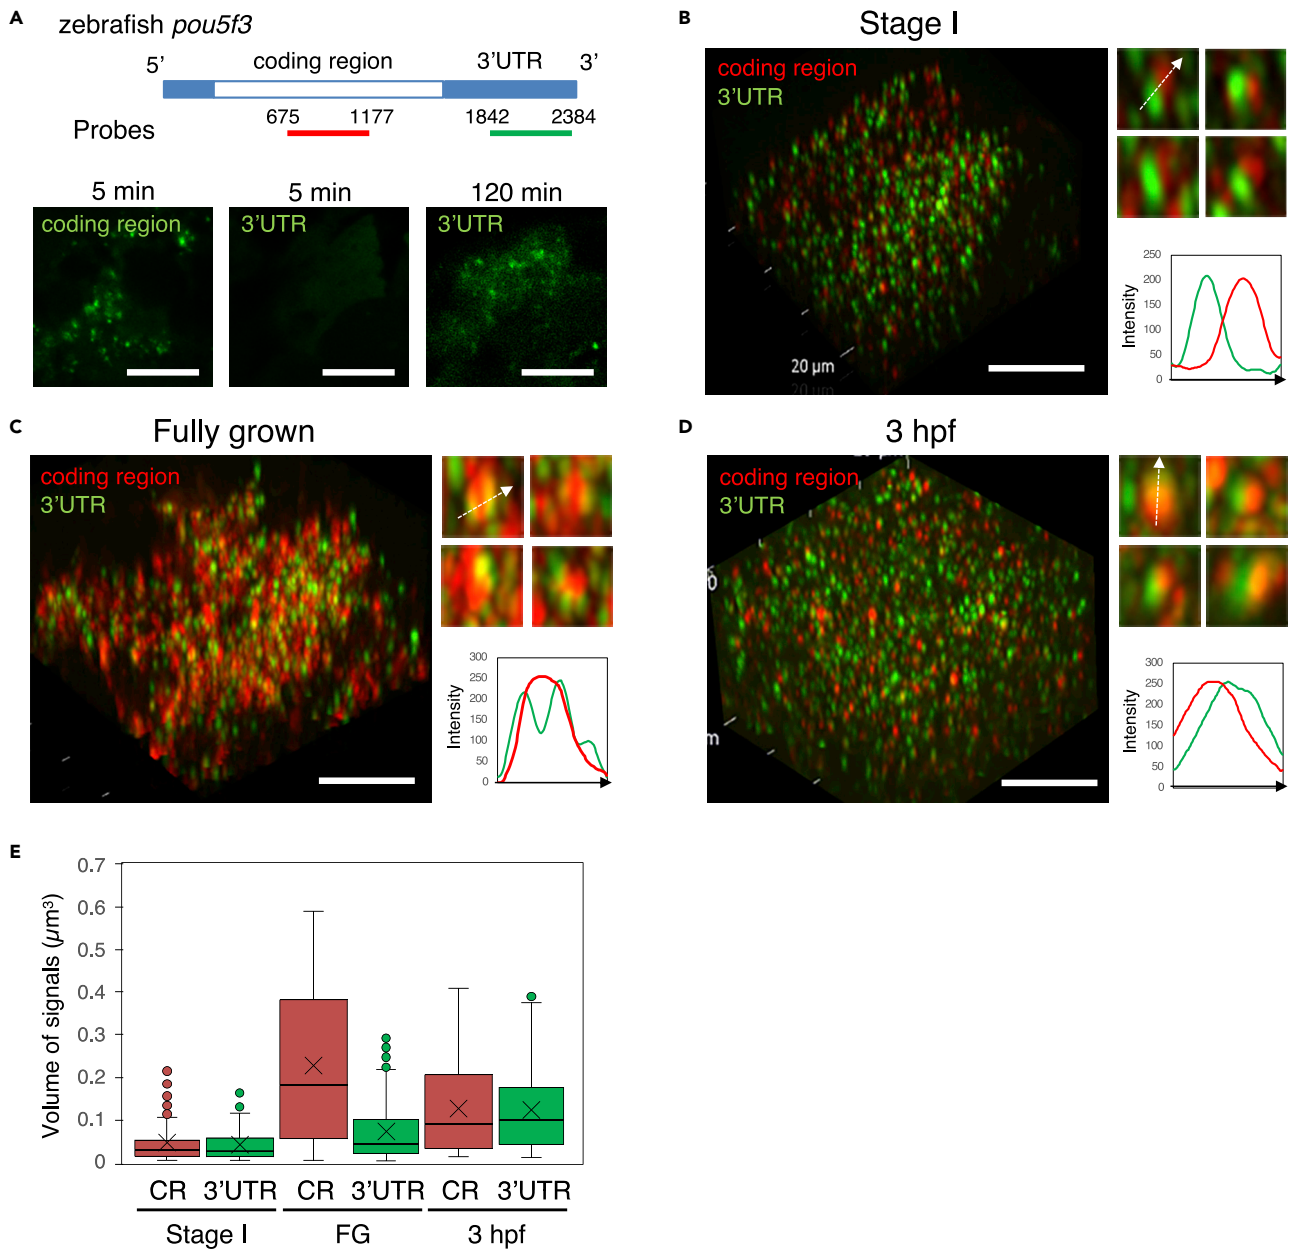 A
zebrafish pou5f3
5’ coding region 3’UTR 3’
675 1177 1842 2384
Probes
5 min 5 min 120 min
coding region 3’UTR 3’UTR
B
Stage I
coding region
3’UTR
20 µm
20 µm
Intensity
250
200
150
100
50
0
C
Fully grown
coding region
3’UTR
Intensity
300
250
200
150
100
50
0
D
3 hpf
coding region
3’UTR
0
m
Intensity
300
250
200
150
100
50
0
E
Volume of signals (µm³)
0.7
0.6
0.5
0.4
0.3
0.2
0.1
0
CR 3’UTR CR 3’UTR CR 3’UTR
Stage I FG 3 hpf